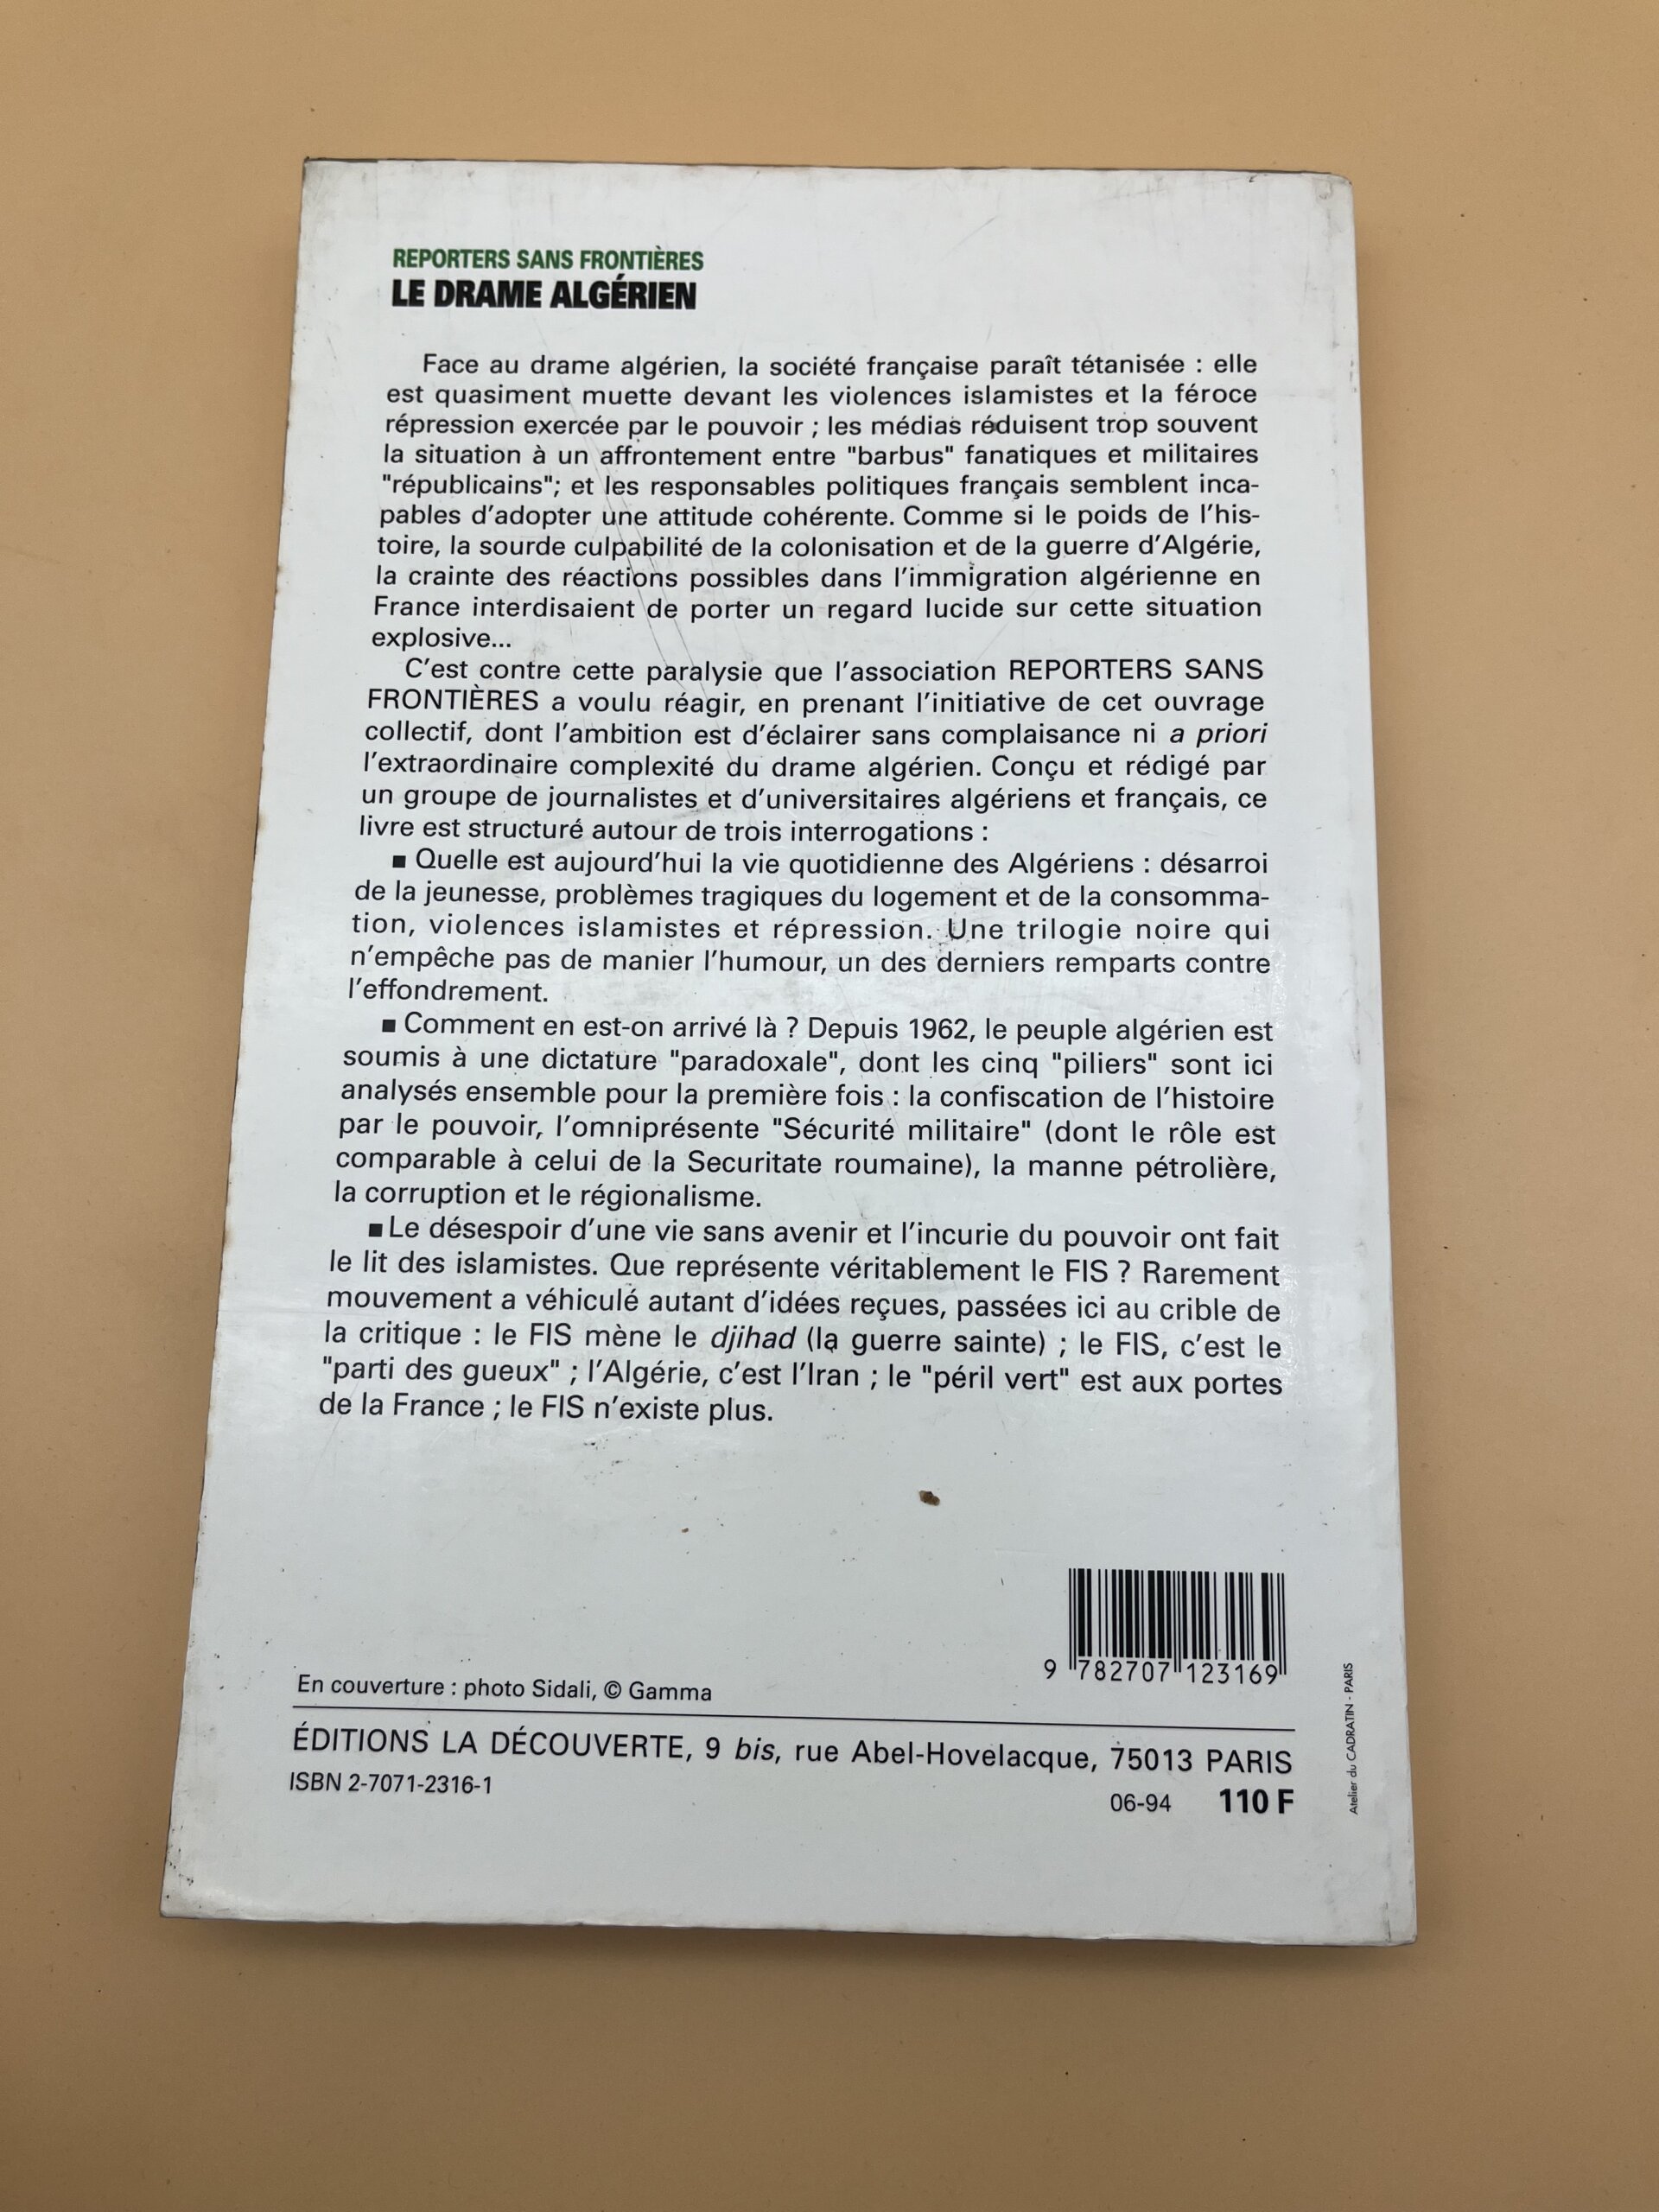 REPORTERS SANS FRONTIÈRES
LE DRAME ALGÉRIEN
Face au drame algérien, la société française paraît tétanisée : elle
est quasiment muette devant les violences islamistes et la féroce
répression exercée par le pouvoir ; les médias réduisent trop souvent
la situation à un affrontement entre "barbus" fanatiques et militaires
"républicains"; et les responsables politiques français semblent inca-
pables d'adopter une attitude cohérente. Comme si le poids de l'his-
toire, la sourde culpabilité de la colonisation et de la guerre d'Algérie,
la crainte des réactions possibles dans l'immigration algérienne en
France interdisaient de porter un regard lucide sur cette situation
explosive...
C'est contre cette paralysie que l'association REPORTERS SANS
FRONTIÈRES a voulu réagir, en prenant l'initiative de cet ouvrage
collectif, dont l'ambition est d'éclairer sans complaisance ni a priori
l'extraordinaire complexité du drame algérien. Conçu et rédigé par
un groupe de journalistes et d'universitaires algériens et français, ce
livre est structuré autour de trois interrogations :
▪ Quelle est aujourd'hui la vie quotidienne des Algériens : désarroi
de la jeunesse, problèmes tragiques du logement et de la consomma-
tion, violences islamistes et répression. Une trilogie noire qui
n'empêche pas de manier l'humour, un des derniers remparts contre
l'effondrement.
▪ Comment en est-on arrivé là ? Depuis 1962, le peuple algérien est
soumis à une dictature "paradoxale", dont les cinq "piliers" sont ici
analysés ensemble pour la première fois : la confiscation de l'histoire
par le pouvoir, l'omniprésente "Sécurité militaire" (dont le rôle est
comparable à celui de la Securitate roumaine), la manne pétrolière,
la corruption et le régionalisme.
▪ Le désespoir d'une vie sans avenir et l'incurie du pouvoir ont fait
le lit des islamistes. Que représente véritablement le FIS ? Rarement
mouvement a véhiculé autant d'idées reçues, passées ici au crible de
la critique : le FIS mène le djihad (la guerre sainte) ; le FIS, c'est le
"parti des gueux" ; l'Algérie, c'est l'Iran ; le "péril vert" est aux portes
de la France ; le FIS n'existe plus.
9 782707 123169
En couverture : photo Sidali, © Gamma
ÉDITIONS LA DÉCOUVERTE, 9 bis, rue Abel-Hovelacque, 75013 PARIS
ISBN 2-7071-2316-1
06-94 110 F
Atelier du CADRATIN - PARIS